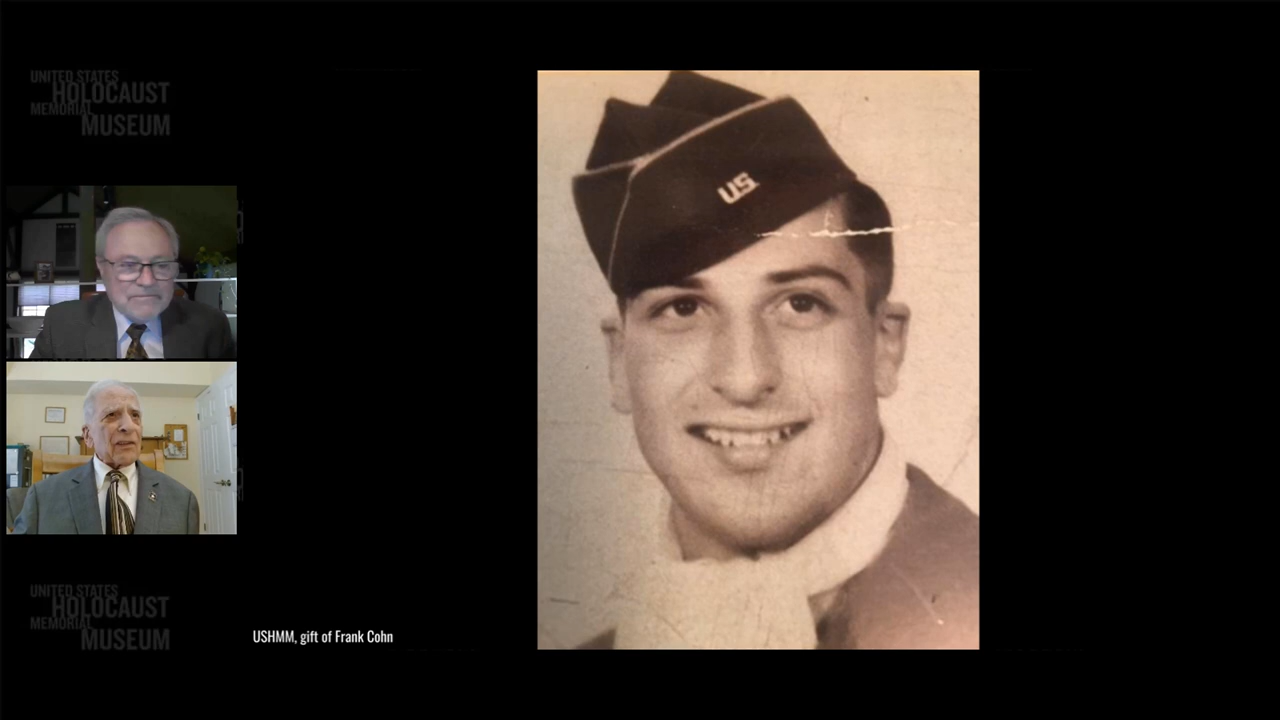 UNITED STATES
HOLOCAUST
MEMORIAL
MUSEUM
US
USHMM, gift of Frank Cohn
UNITED STATES
HOLOCAUST
MEMORIAL
MUSEUM